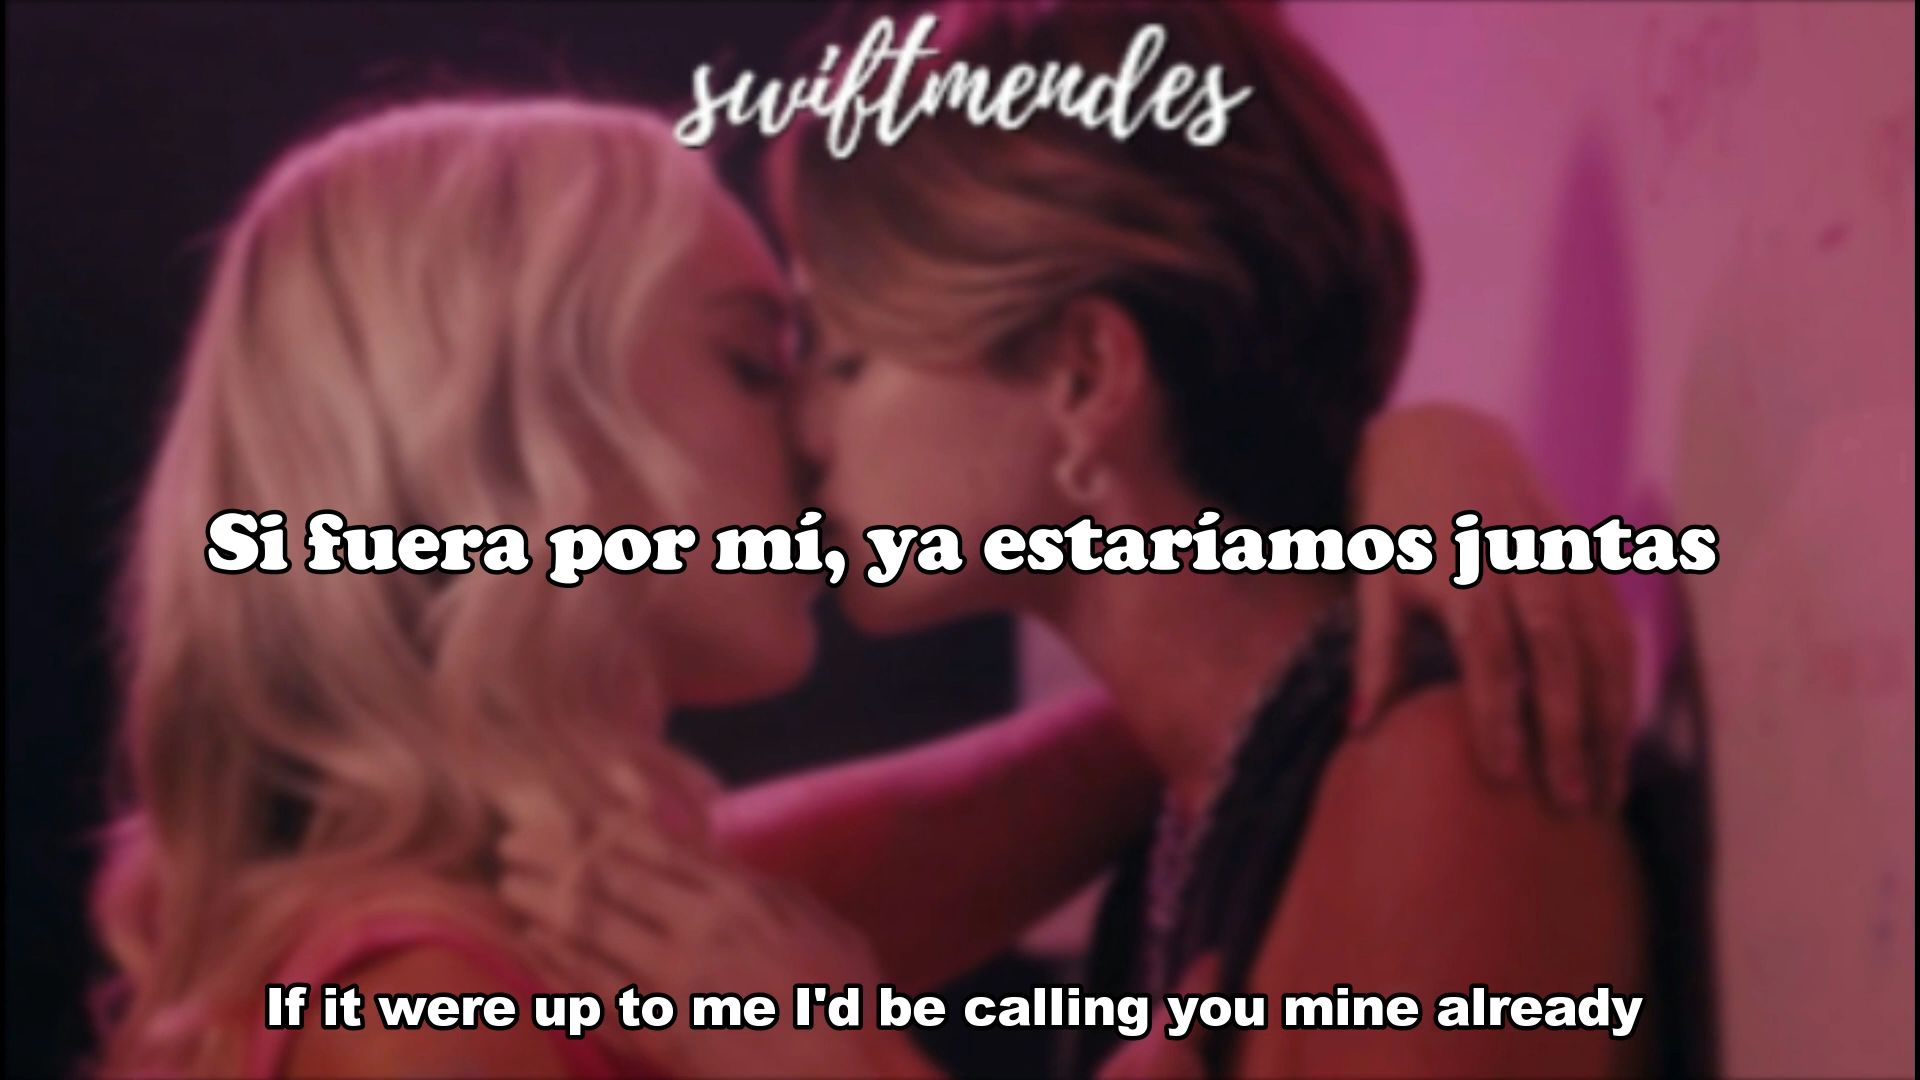 swiftmendes
Si fuera por mí, ya estaríamos juntas
If it were up to me I'd be calling you mine already